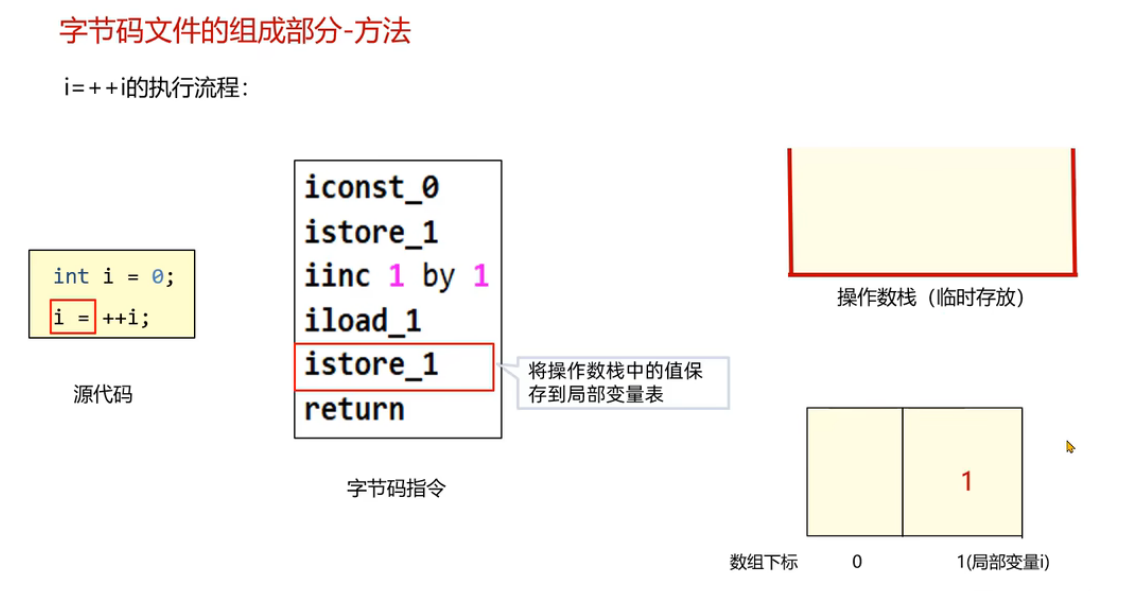 字节码文件的组成部分-方法
i=++i的执行流程：
int i = 0;
i = ++i;
源代码
iconst_0
istore_1
iinc 1 by 1
iload_1
istore_1
return
字节码指令
将操作数栈中的值保
存到局部变量表
操作数栈（临时存放）
1
数组下标 0 1(局部变量i)